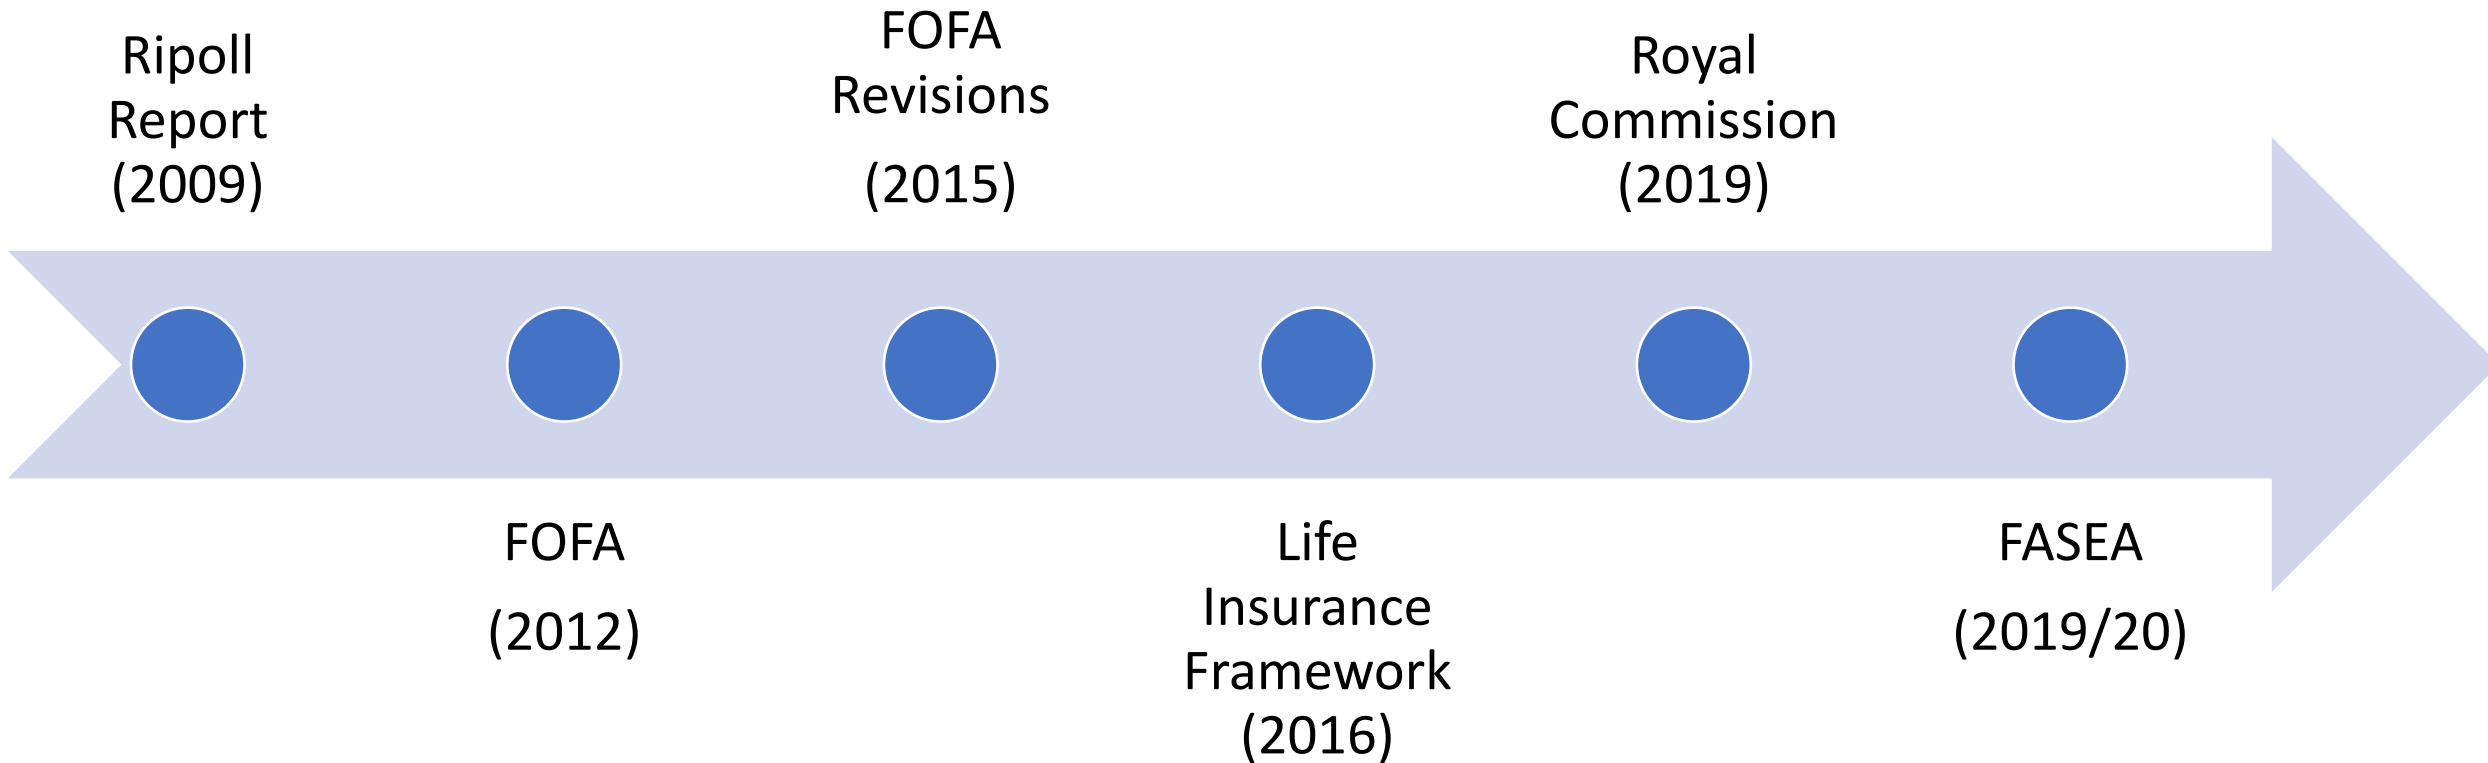 Ripoll
Report
(2009)
FOFA
(2012)
FOFA
Revisions
(2015)
Life
Insurance
Framework
(2016)
Royal
Commission
(2019)
FASEA
(2019/20)